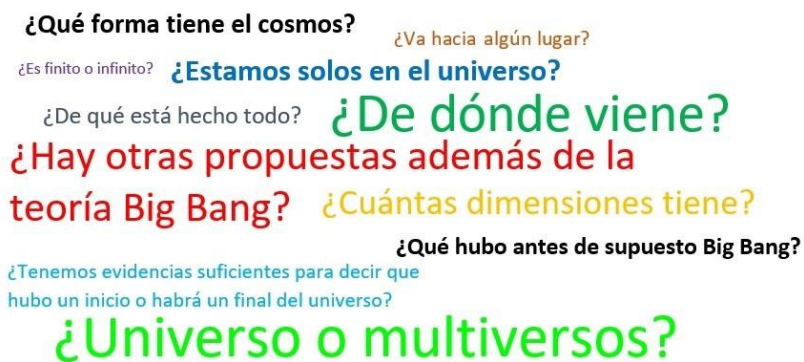 ¿Qué forma tiene el cosmos?
¿Va hacia algún lugar?
¿Es finito o infinito?
¿Estamos solos en el universo?
¿De qué está hecho todo?
¿De dónde viene?
¿Hay otras propuestas además de la
teoría Big Bang?
¿Cuántas dimensiones tiene?
¿Qué hubo antes de supuesto Big Bang?
¿Tenemos evidencias suficientes para decir que
hubo un inicio o habrá un final del universo?
¿Universo o multiversos?